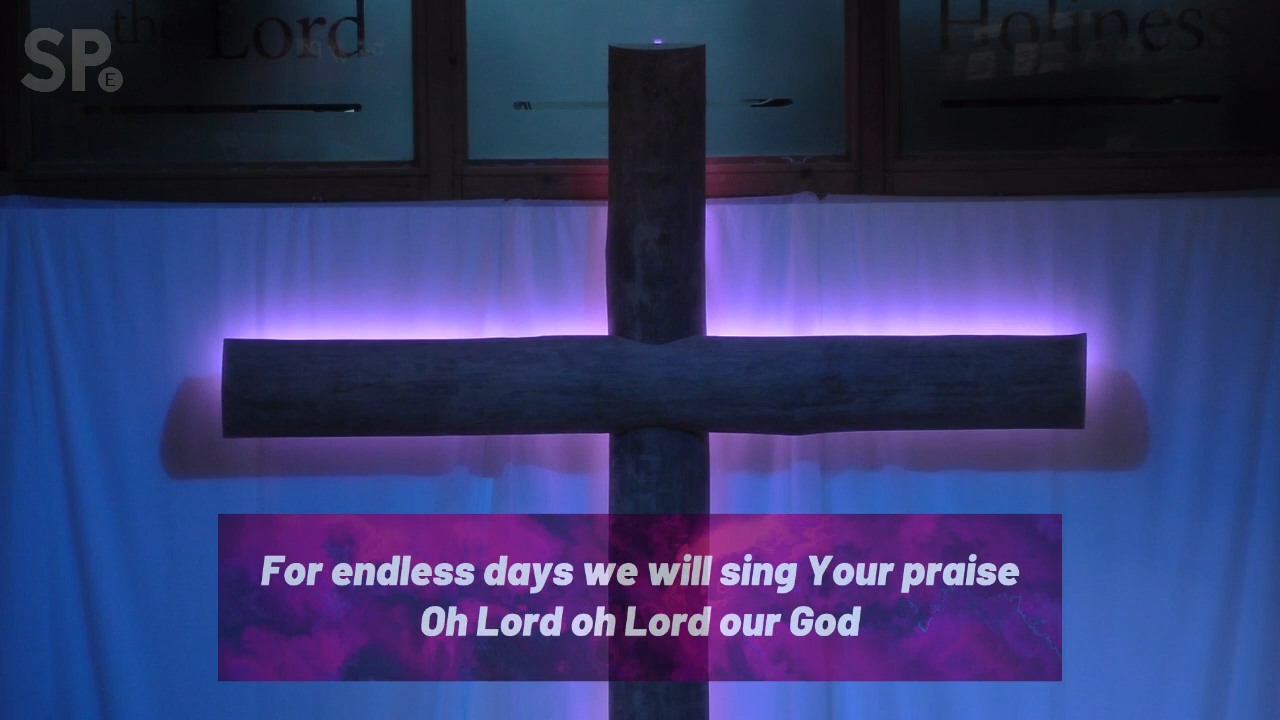 the Lord
Holiness
SP.
E
For endless days we will sing Your praise
Oh Lord oh Lord our God